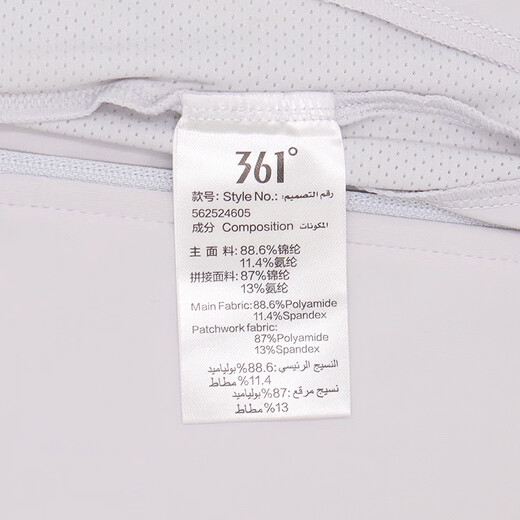 361°
款号: Style No.: رقم التصميم:
562524605
成分 Composition المكونات
主 面 料: 88.6%锦纶
11.4%氨纶
拼接面料: 87%锦纶
13%氨纶
Main Fabric: 88.6%Polyamide
11.4%Spandex
Patchwork fabric:
87%Polyamide
13%Spandex
النسيج الرئيسي: 88.6%بولياميد
11.4% مطاط
نسيج مرقع: 87%بولياميد
13% مطاط